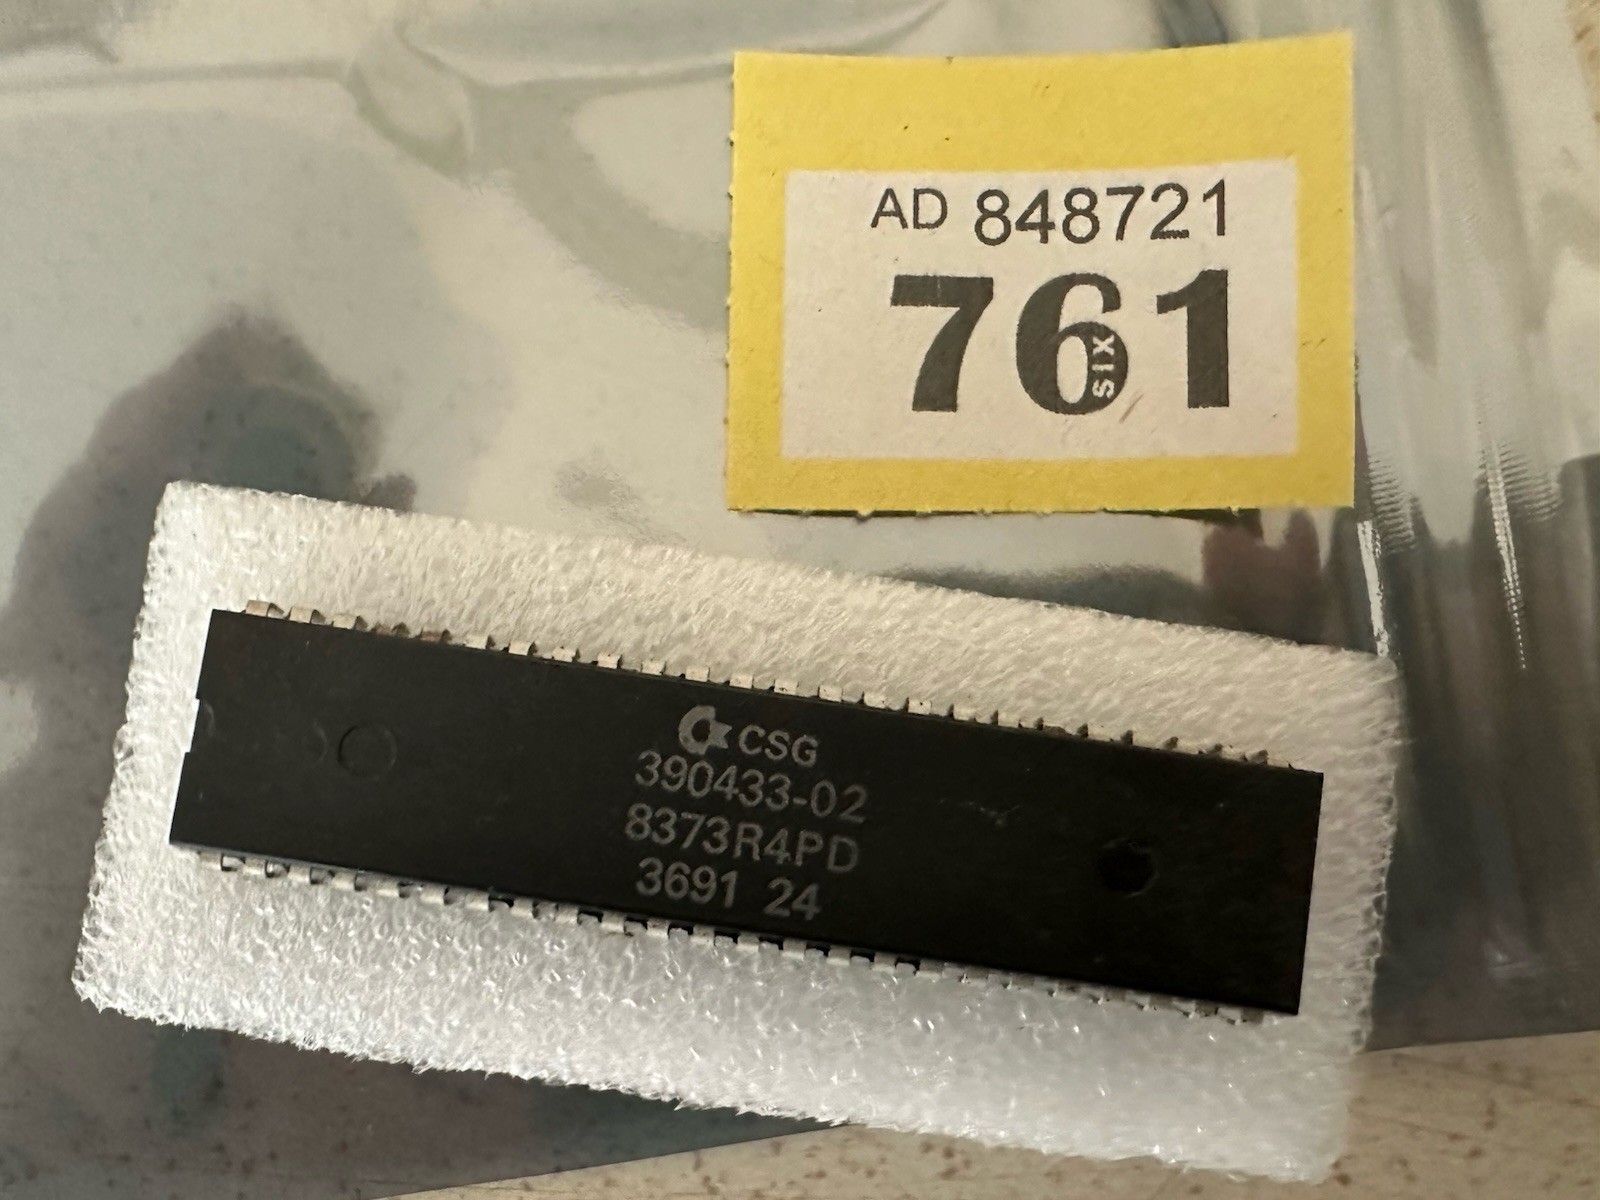 AD 848721
761
SIX
CSG
390433-02
8373R4PD
3691 24